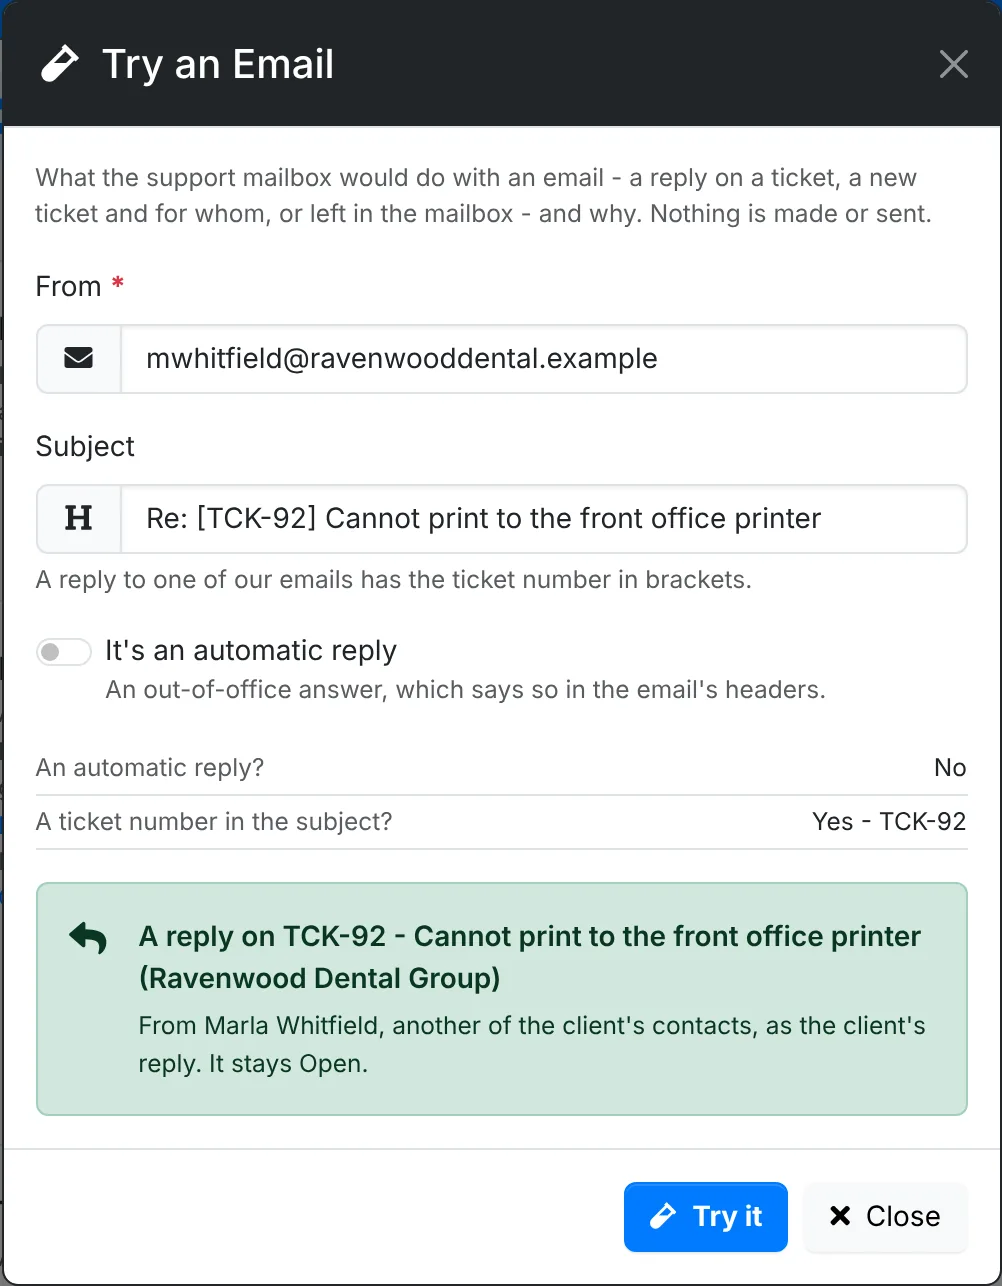 Try an Email
What the support mailbox would do with an email - a reply on a ticket, a new
ticket and for whom, or left in the mailbox - and why. Nothing is made or sent.
From *
mwhitfield@ravenwooddental.example
Subject
H
Re: [TCK-92] Cannot print to the front office printer
A reply to one of our emails has the ticket number in brackets.
It's an automatic reply
An out-of-office answer, which says so in the email's headers.
An automatic reply? No
A ticket number in the subject? Yes - TCK-92
A reply on TCK-92 - Cannot print to the front office printer
(Ravenwood Dental Group)
From Marla Whitfield, another of the client's contacts, as the client's
reply. It stays Open.
Try it
Close